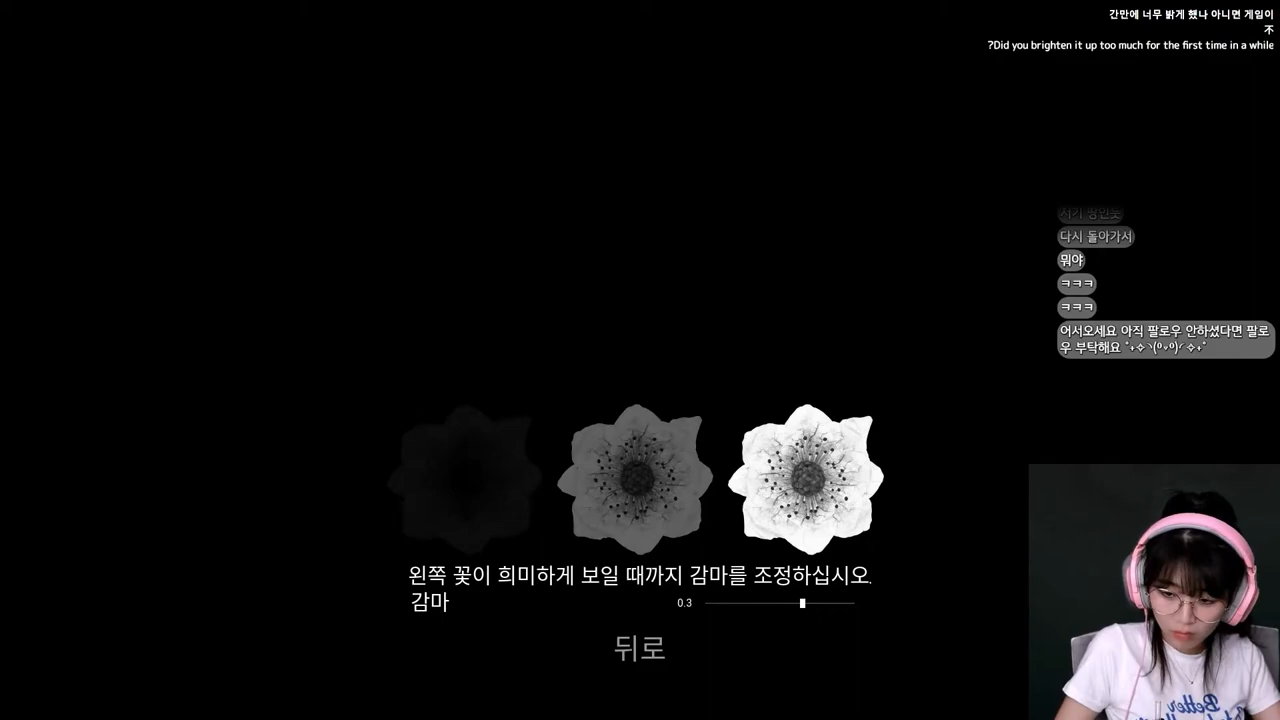 간만에 너무 밝게 했나 아니면 게임이
不
?Did you brighten it up too much for the first time in a while
다시 돌아가서
뭐야
ㅋㅋㅋ
ㅋㅋㅋ
어서오세요 아직 팔로우 안하셨다면 팔로
우 부탁해요
왼쪽 꽃이 희미하게 보일 때까지 감마를 조정하십시오.
감마
0.3
뒤로
Better